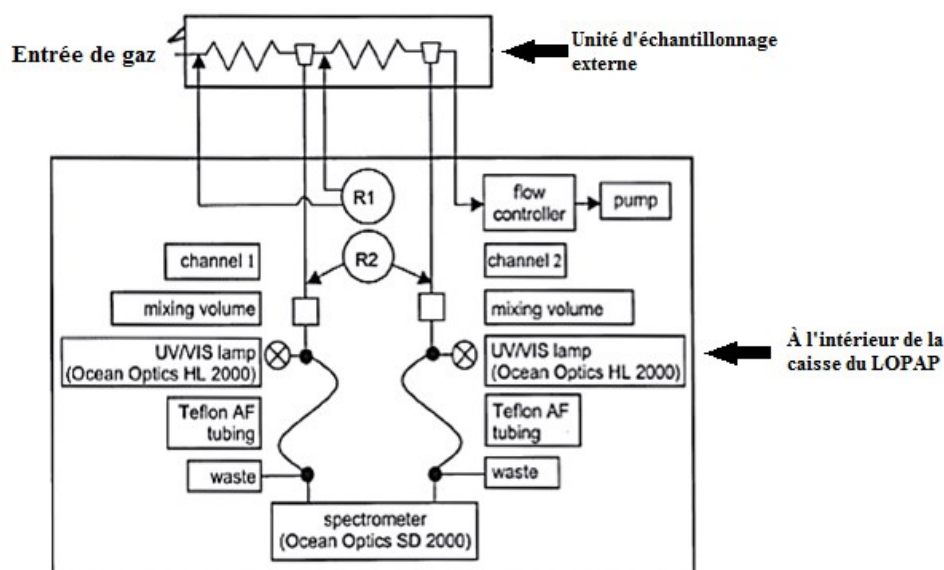 Entrée de gaz
Unité d'échantillonnage
externe
R1
flow
controller
pump
R2
channel 1
channel 2
mixing volume
mixing volume
UV/VIS lamp
(Ocean Optics HL 2000)
UV/VIS lamp
(Ocean Optics HL 2000)
À l'intérieur de la
caisse du LOPAP
Teflon AF
tubing
Teflon AF
tubing
waste
waste
spectrometer
(Ocean Optics SD 2000)